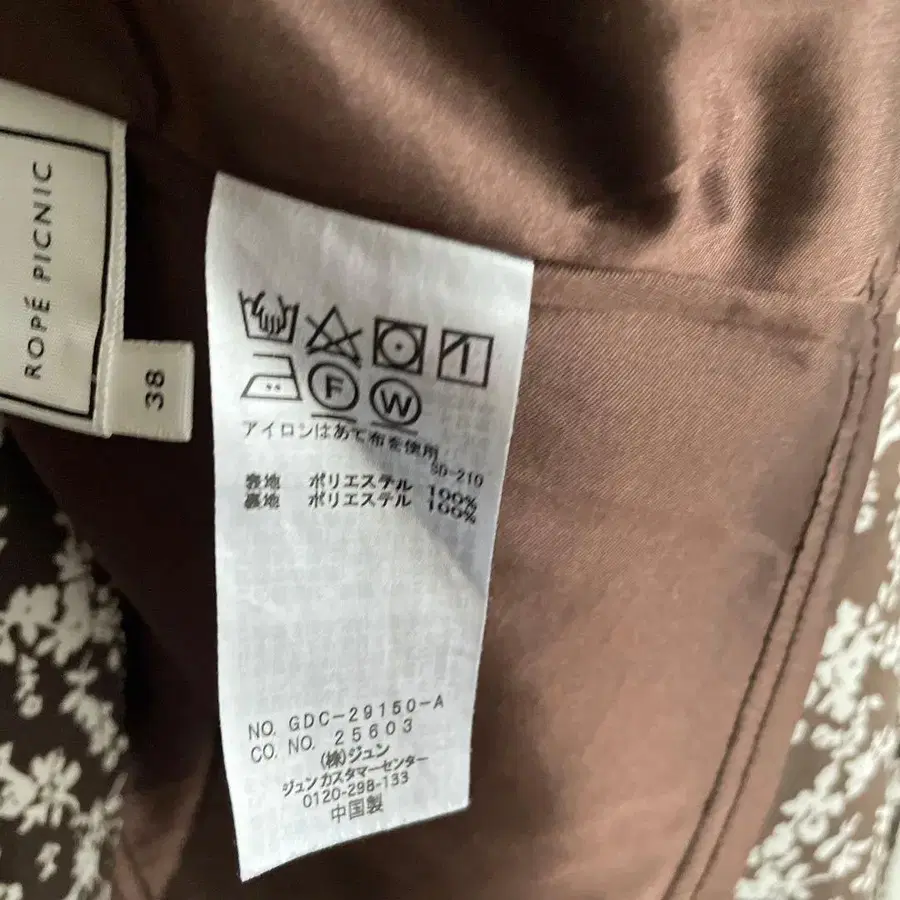 ROPÉ PICNIC
38
F W
アイロンはあて布を使用
SD-210
表地 ポリエステル 100%
裏地 ポリエステル 100%
NO. GDC-29150-A
CO. NO. 25603
(株)ジュン
ジュンカスタマーセンター
0120-298-133
中国製